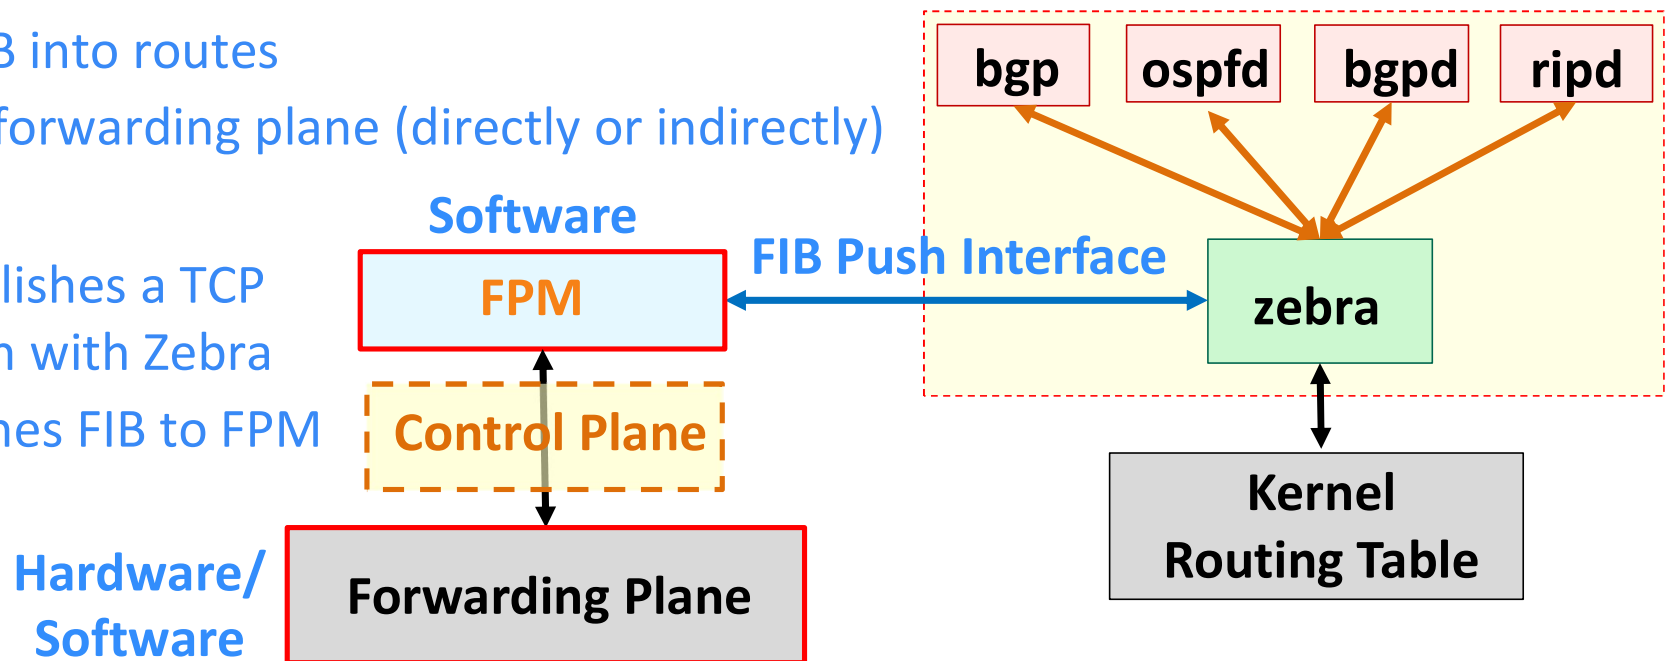 B into routes
forwarding plane (directly or indirectly)
lishes a TCP
n with Zebra
nes FIB to FPM
Software
FPM
Control Plane
Hardware/
Software
Forwarding Plane
FIB Push Interface
bgp
ospfd
bgpd
ripd
zebra
Kernel
Routing Table